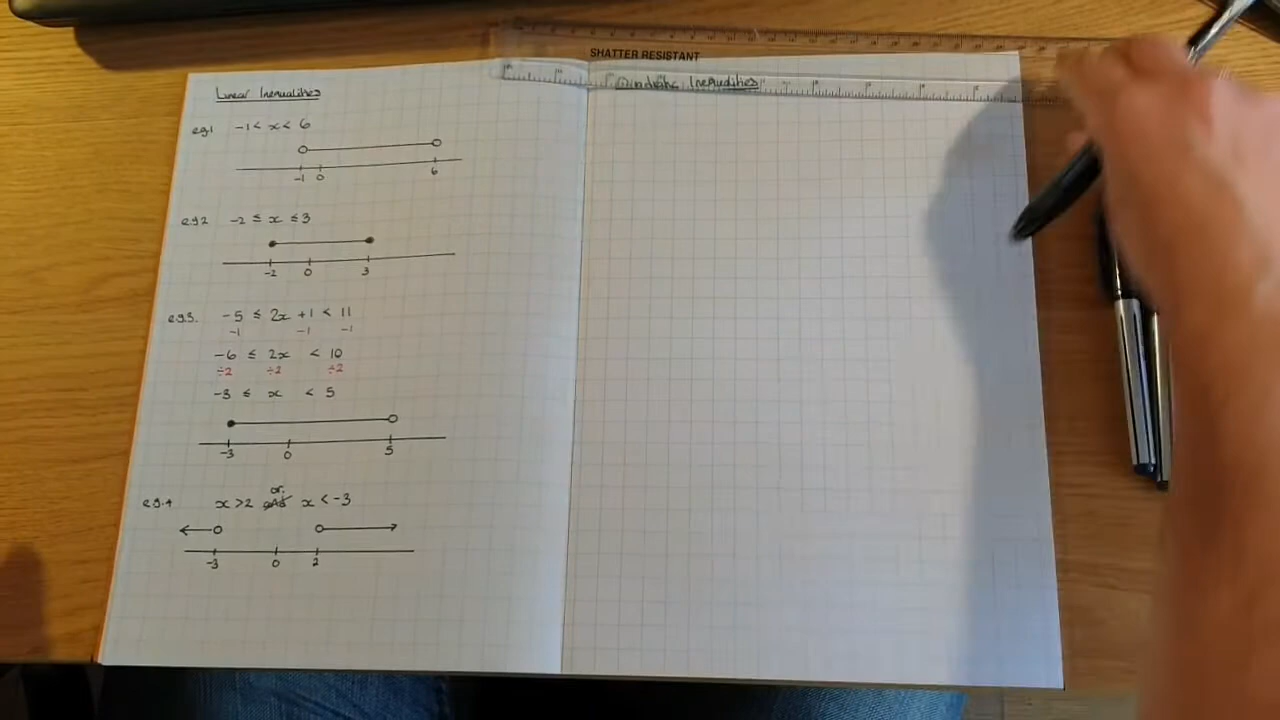 SHATTER RESISTANT
Linear Inequalities
Quadratic Inequalities
eg1 -1 < x < 6
-1 0 6
eg2 -2 ≤ x ≤ 3
-2 0 3
eg3. -5 ≤ 2x +1 < 11
-1 -1 -1
-6 ≤ 2x < 10
÷2 ÷2 ÷2
-3 ≤ x < 5
-3 0 5
or
eg.4 x > 2 x < -3
-3 0 2